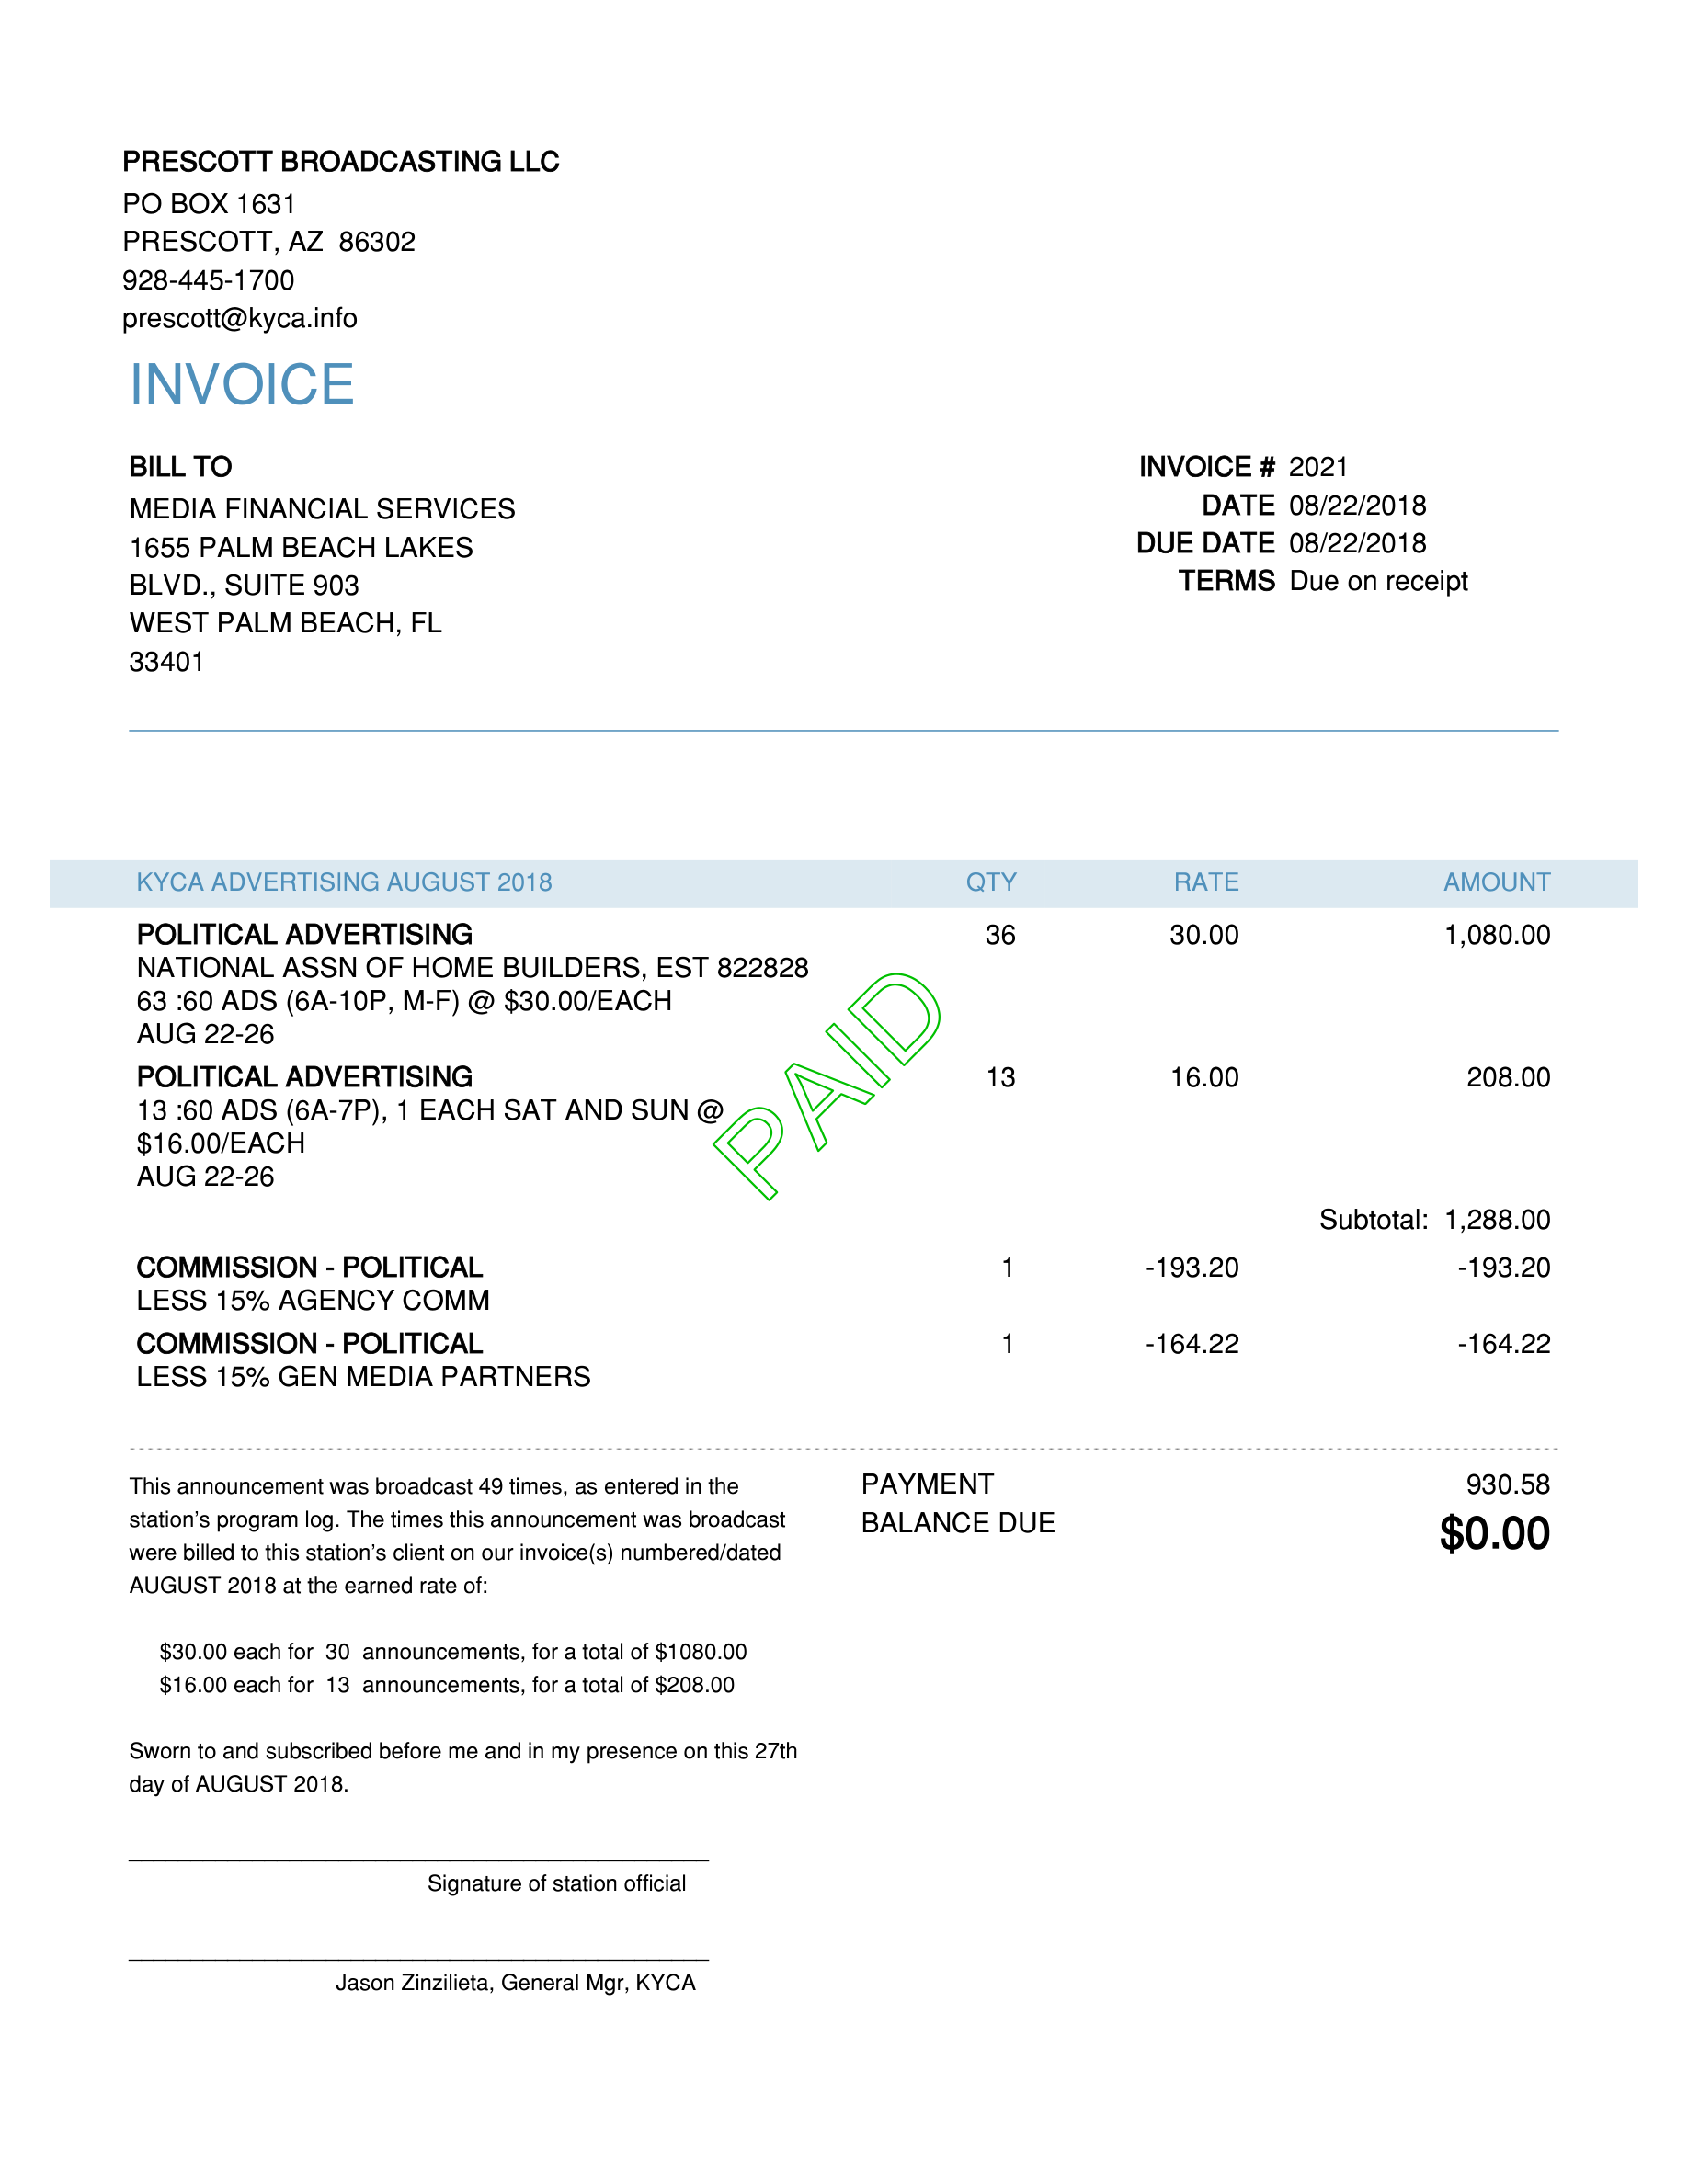 PRESCOTT BROADCASTING LLC
PO BOX 1631
PRESCOTT, AZ  86302
928-445-1700
prescott@kyca.info
INVOICE
BILL TO
MEDIA FINANCIAL SERVICES
1655 PALM BEACH LAKES
BLVD., SUITE 903
WEST PALM BEACH, FL
33401
INVOICE # 2021
DATE 08/22/2018
DUE DATE 08/22/2018
TERMS Due on receipt
KYCA ADVERTISING AUGUST 2018 QTY RATE AMOUNT
POLITICAL ADVERTISING 36 30.00 1,080.00
NATIONAL ASSN OF HOME BUILDERS, EST 822828
63 :60 ADS (6A-10P, M-F) @ $30.00/EACH
AUG 22-26
POLITICAL ADVERTISING 13 16.00 208.00
13 :60 ADS (6A-7P), 1 EACH SAT AND SUN @
$16.00/EACH
AUG 22-26
PAID
Subtotal: 1,288.00
COMMISSION - POLITICAL 1 -193.20 -193.20
LESS 15% AGENCY COMM
COMMISSION - POLITICAL 1 -164.22 -164.22
LESS 15% GEN MEDIA PARTNERS
This announcement was broadcast 49 times, as entered in the
station's program log. The times this announcement was broadcast
were billed to this station's client on our invoice(s) numbered/dated
AUGUST 2018 at the earned rate of:
$30.00 each for  30  announcements, for a total of $1080.00
$16.00 each for  13  announcements, for a total of $208.00
Sworn to and subscribed before me and in my presence on this 27th
day of AUGUST 2018.
Signature of station official
Jason Zinzilieta, General Mgr, KYCA
PAYMENT 930.58
BALANCE DUE $0.00